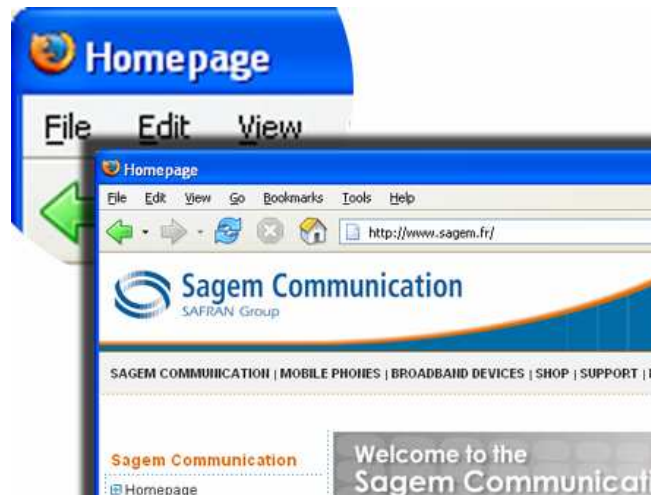 Homepage
File Edit View
Homepage
File Edit View Go Bookmarks Tools Help
http://www.sagem.fr/
Sagem Communication
SAFRAN Group
SAGEM COMMUNICATION | MOBILE PHONES | BROADBAND DEVICES | SHOP | SUPPORT |
Sagem Communication
Homepage
Welcome to the
Sagem Communicati